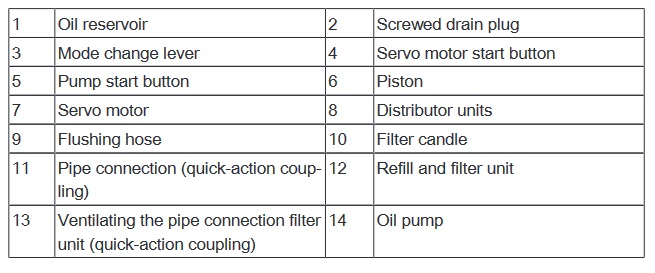 1 Oil reservoir 2 Screwed drain plug
3 Mode change lever 4 Servo motor start button
5 Pump start button 6 Piston
7 Servo motor 8 Distributor units
9 Flushing hose 10 Filter candle
11 Pipe connection (quick-action coup- 12 Refill and filter unit
ling)
13 Ventilating the pipe connection filter 14 Oil pump
unit (quick-action coupling)